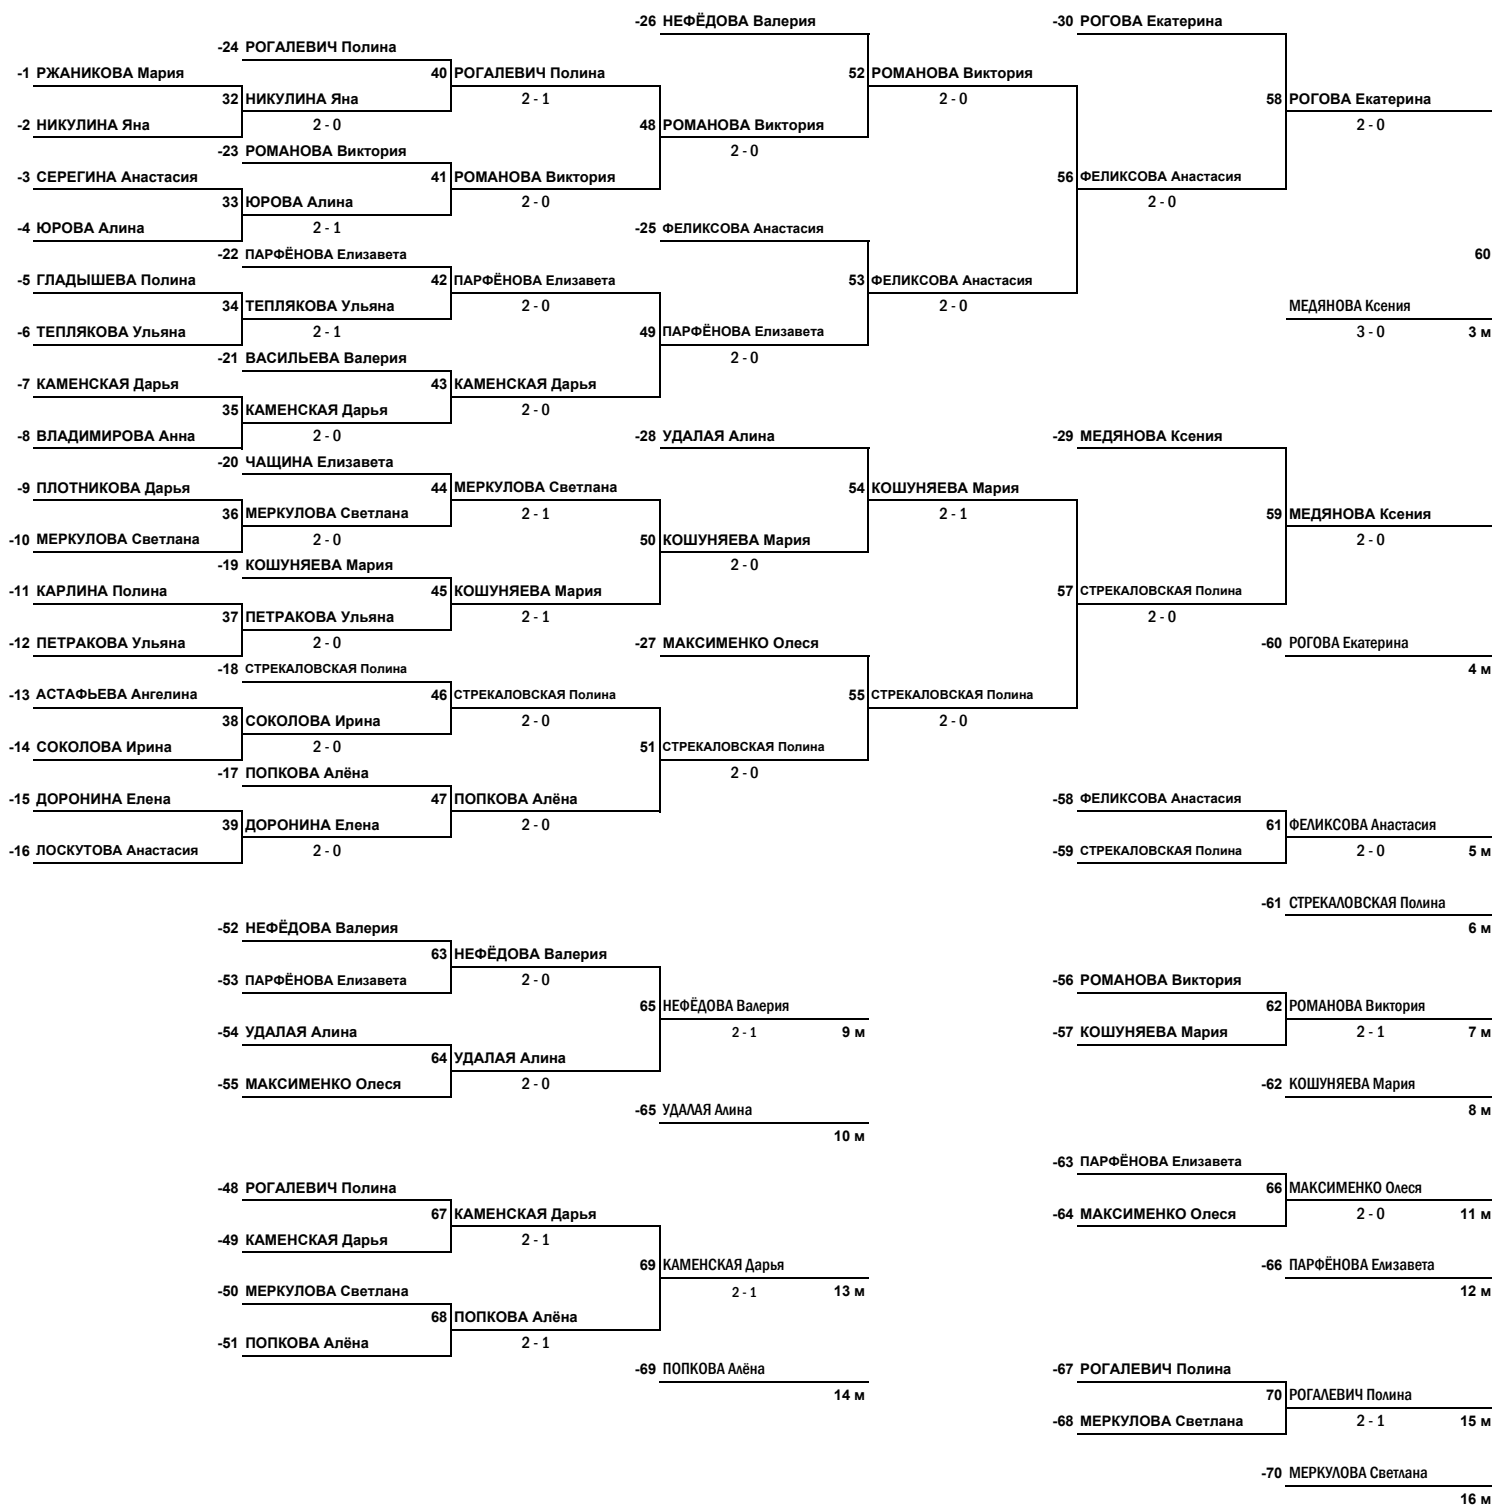 -26 НЕФЁДОВА Валерия -30 РОГОВА Екатерина
-24 РОГАЛЕВИЧ Полина
-1 РЖАНИКОВА Мария 40 РОГАЛЕВИЧ Полина 52 РОМАНОВА Виктория
32 НИКУЛИНА Яна 2 - 1 2 - 0 58 РОГОВА Екатерина
-2 НИКУЛИНА Яна 2 - 0 48 РОМАНОВА Виктория 2 - 0
-23 РОМАНОВА Виктория 2 - 0
-3 СЕРЕГИНА Анастасия 41 РОМАНОВА Виктория 56 ФЕЛИКСОВА Анастасия
33 ЮРОВА Алина 2 - 0 2 - 0
-4 ЮРОВА Алина 2 - 1 -25 ФЕЛИКСОВА Анастасия
-22 ПАРФЁНОВА Елизавета 60
-5 ГЛАДЫШЕВА Полина 42 ПАРФЁНОВА Елизавета 53 ФЕЛИКСОВА Анастасия
34 ТЕПЛЯКОВА Ульяна 2 - 0 2 - 0 МЕДЯНОВА Ксения
-6 ТЕПЛЯКОВА Ульяна 2 - 1 49 ПАРФЁНОВА Елизавета 3 - 0 3 м
-21 ВАСИЛЬЕВА Валерия 2 - 0
-7 КАМЕНСКАЯ Дарья 43 КАМЕНСКАЯ Дарья
35 КАМЕНСКАЯ Дарья 2 - 0
-8 ВЛАДИМИРОВА Анна 2 - 0 -28 УДАЛАЯ Алина -29 МЕДЯНОВА Ксения
-20 ЧАЩИНА Елизавета
-9 ПЛОТНИКОВА Дарья 44 МЕРКУЛОВА Светлана 54 КОШУНЯЕВА Мария
36 МЕРКУЛОВА Светлана 2 - 1 2 - 1 59 МЕДЯНОВА Ксения
-10 МЕРКУЛОВА Светлана 2 - 0 50 КОШУНЯЕВА Мария 2 - 0
-19 КОШУНЯЕВА Мария 2 - 0
-11 КАРЛИНА Полина 45 КОШУНЯЕВА Мария 57 СТРЕКАЛОВСКАЯ Полина
37 ПЕТРАКОВА Ульяна 2 - 1 2 - 0
-12 ПЕТРАКОВА Ульяна 2 - 0 -27 МАКСИМЕНКО Олеся -60 РОГОВА Екатерина
-18 СТРЕКАЛОВСКАЯ Полина 4 м
-13 АСТАФЬЕВА Ангелина 46 СТРЕКАЛОВСКАЯ Полина 55 СТРЕКАЛОВСКАЯ Полина
38 СОКОЛОВА Ирина 2 - 0 2 - 0
-14 СОКОЛОВА Ирина 2 - 0 51 СТРЕКАЛОВСКАЯ Полина
-17 ПОПКОВА Алёна 2 - 0
-15 ДОРОНИНА Елена 47 ПОПКОВА Алёна -58 ФЕЛИКСОВА Анастасия
39 ДОРОНИНА Елена 2 - 0 61 ФЕЛИКСОВА Анастасия
-16 ЛОСКУТОВА Анастасия 2 - 0 -59 СТРЕКАЛОВСКАЯ Полина 2 - 0 5 м
-61 СТРЕКАЛОВСКАЯ Полина
-52 НЕФЁДОВА Валерия 6 м
63 НЕФЁДОВА Валерия
-53 ПАРФЁНОВА Елизавета 2 - 0 -56 РОМАНОВА Виктория
65 НЕФЁДОВА Валерия 62 РОМАНОВА Виктория
-54 УДАЛАЯ Алина 2 - 1 9 м -57 КОШУНЯЕВА Мария 2 - 1 7 м
64 УДАЛАЯ Алина
-55 МАКСИМЕНКО Олеся 2 - 0 -62 КОШУНЯЕВА Мария
-65 УДАЛАЯ Алина 8 м
10 м
-63 ПАРФЁНОВА Елизавета
-48 РОГАЛЕВИЧ Полина 66 МАКСИМЕНКО Олеся
67 КАМЕНСКАЯ Дарья -64 МАКСИМЕНКО Олеся 2 - 0 11 м
-49 КАМЕНСКАЯ Дарья 2 - 1
69 КАМЕНСКАЯ Дарья -66 ПАРФЁНОВА Елизавета
-50 МЕРКУЛОВА Светлана 2 - 1 13 м 12 м
68 ПОПКОВА Алёна
-51 ПОПКОВА Алёна 2 - 1
-69 ПОПКОВА Алёна -67 РОГАЛЕВИЧ Полина
14 м 70 РОГАЛЕВИЧ Полина
-68 МЕРКУЛОВА Светлана 2 - 1 15 м
-70 МЕРКУЛОВА Светлана
16 м